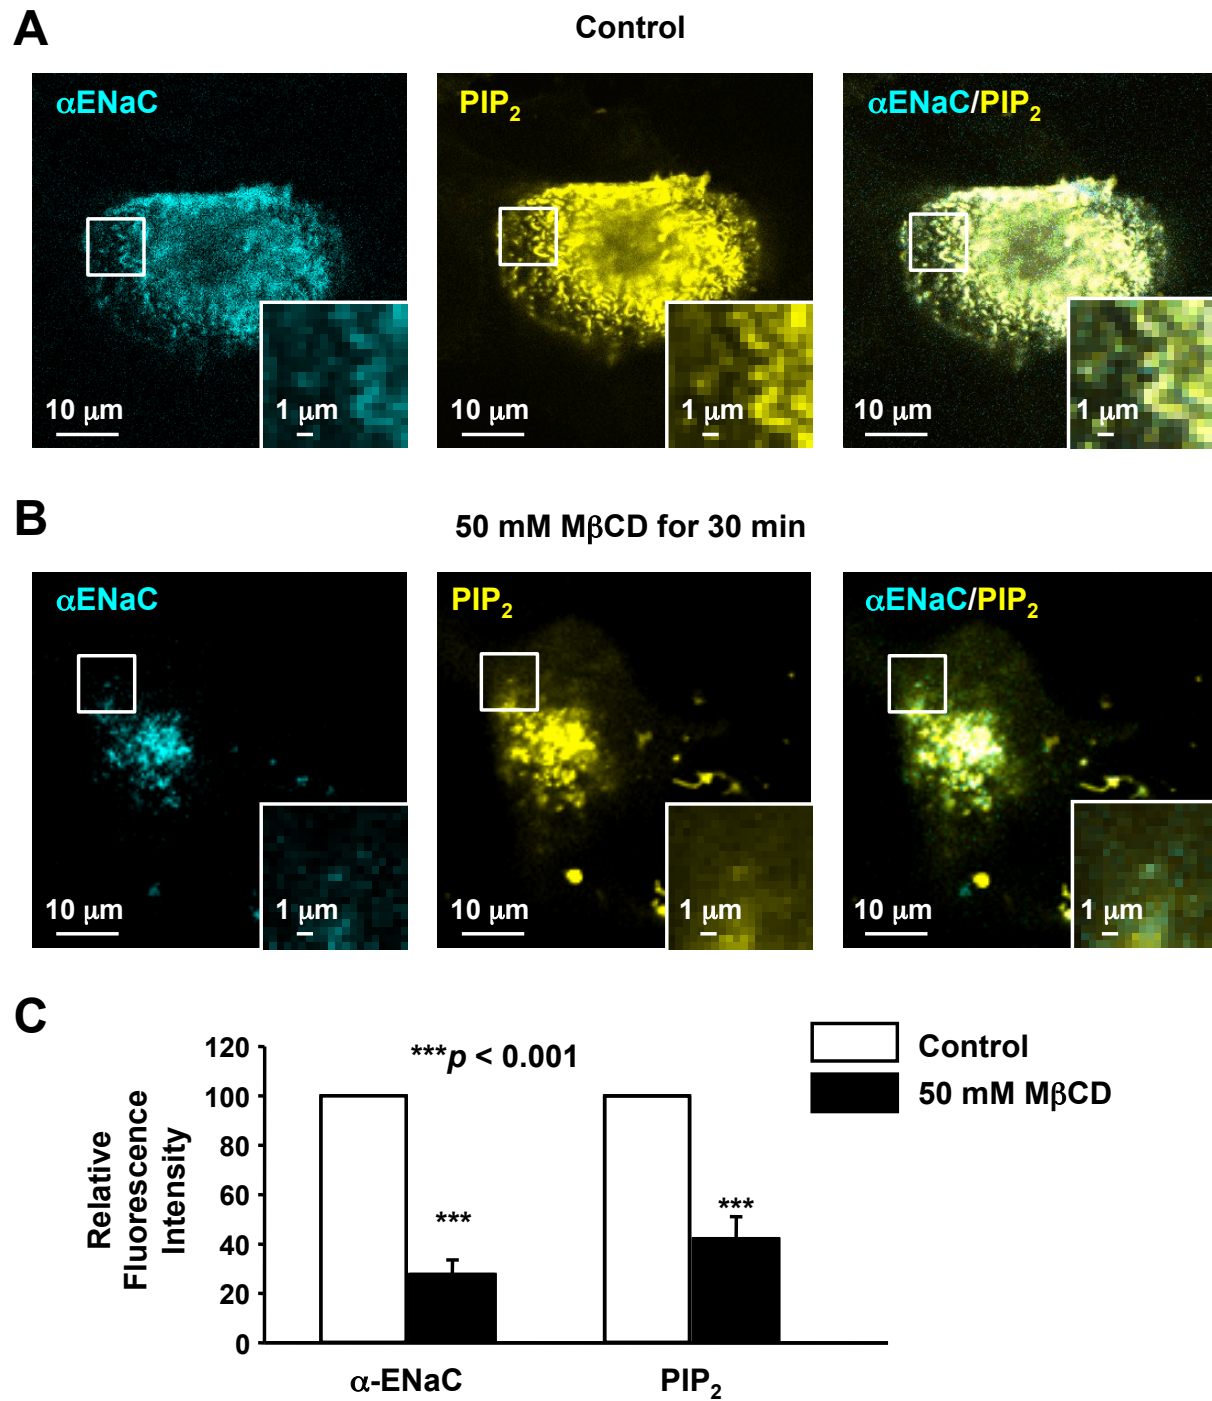 A
Control
αENaC
PIP₂
αENaC/PIP₂
10 μm
1 μm
10 μm
1 μm
10 μm
1 μm
B
50 mM MβCD for 30 min
αENaC
PIP₂
αENaC/PIP₂
10 μm
1 μm
10 μm
1 μm
10 μm
1 μm
C
***p < 0.001
Control
50 mM MβCD
Relative
Fluorescence
Intensity
120
100
80
60
40
20
0
***
***
α-ENaC
PIP₂